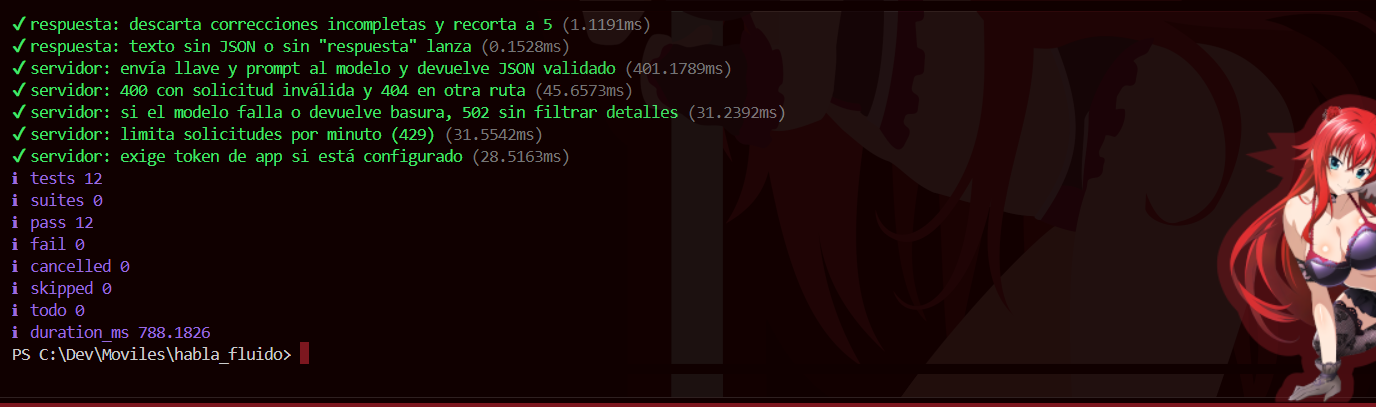 ✔ respuesta: descarta correcciones incompletas y recorta a 5 (1.1191ms)
✔ respuesta: texto sin JSON o sin "respuesta" lanza (0.1528ms)
✔ servidor: envía llave y prompt al modelo y devuelve JSON validado (401.1789ms)
✔ servidor: 400 con solicitud inválida y 404 en otra ruta (45.6573ms)
✔ servidor: si el modelo falla o devuelve basura, 502 sin filtrar detalles (31.2392ms)
✔ servidor: limita solicitudes por minuto (429) (31.5542ms)
✔ servidor: exige token de app si está configurado (28.5163ms)
ℹ tests 12
ℹ suites 0
ℹ pass 12
ℹ fail 0
ℹ cancelled 0
ℹ skipped 0
ℹ todo 0
ℹ duration_ms 788.1826
PS C:\Dev\Moviles\habla_fluido>